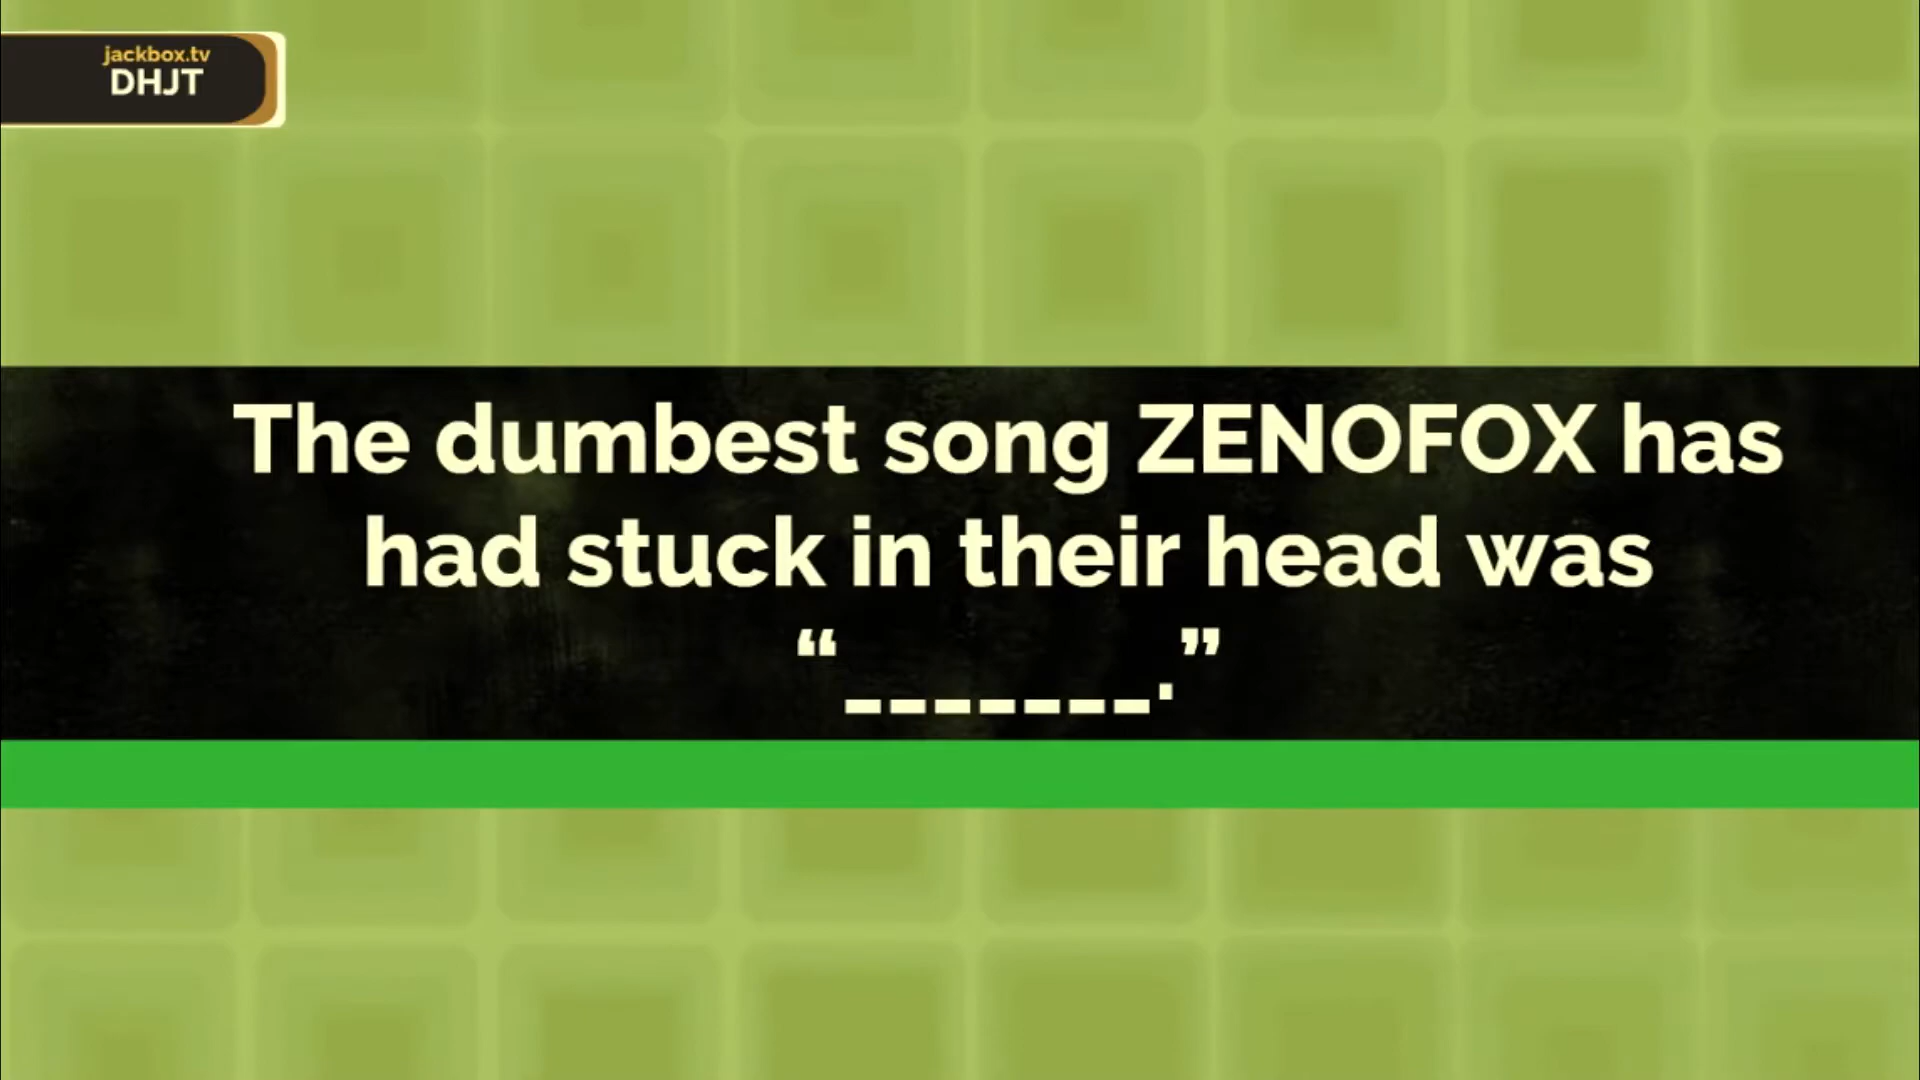 jackbox.tv
DHJT
The dumbest song ZENOFOX has
had stuck in their head was
“_______.”